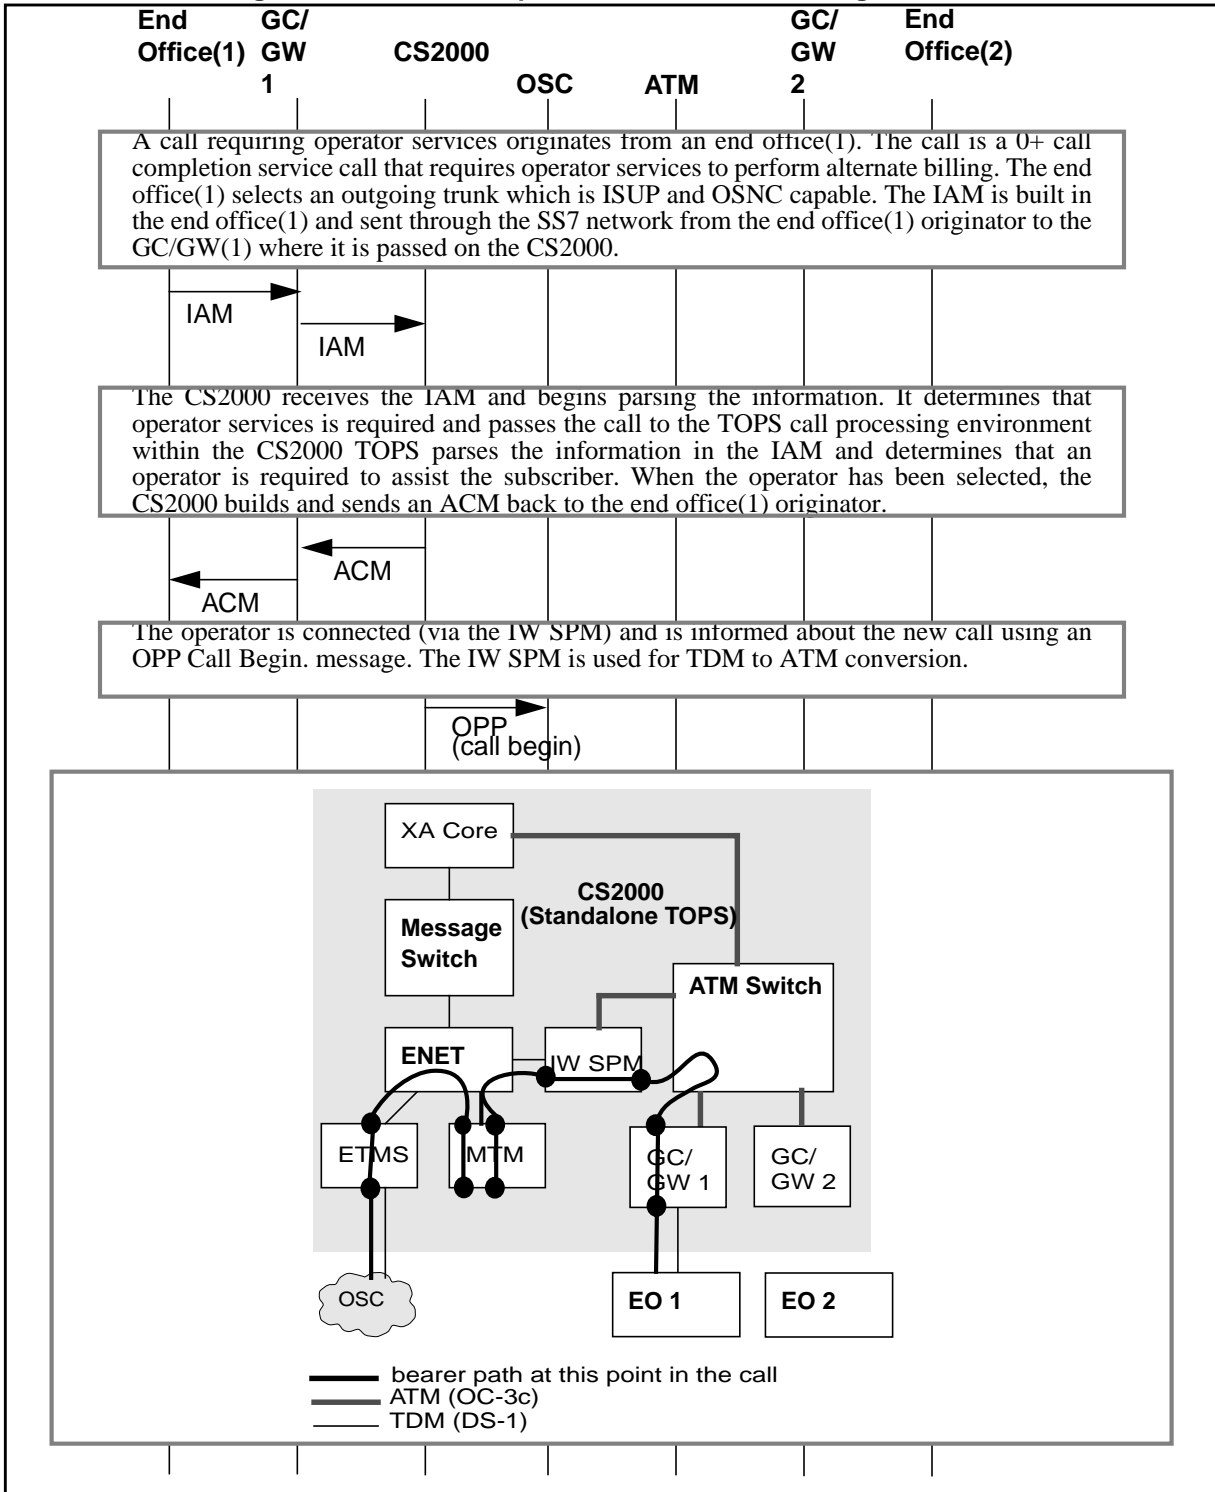 End GC/ GC/ End
Office(1) GW CS2000 GW Office(2)
1 OSC ATM 2
A call requiring operator services originates from an end office(1). The call is a 0+ call
completion service call that requires operator services to perform alternate billing. The end
office(1) selects an outgoing trunk which is ISUP and OSNC capable. The IAM is built in
the end office(1) and sent through the SS7 network from the end office(1) originator to the
GC/GW(1) where it is passed on the CS2000.
IAM
IAM
The CS2000 receives the IAM and begins parsing the information. It determines that
operator services is required and passes the call to the TOPS call processing environment
within the CS2000 TOPS parses the information in the IAM and determines that an
operator is required to assist the subscriber. When the operator has been selected, the
CS2000 builds and sends an ACM back to the end office(1) originator.
ACM
ACM
The operator is connected (via the IW SPM) and is informed about the new call using an
OPP Call Begin. message. The IW SPM is used for TDM to ATM conversion.
OPP
(call begin)
XA Core
CS2000
(Standalone TOPS)
Message
Switch
ATM Switch
ENET
IW SPM
ETMS
MTM
GC/
GW 1
GC/
GW 2
OSC
EO 1
EO 2
bearer path at this point in the call
ATM (OC-3c)
TDM (DS-1)